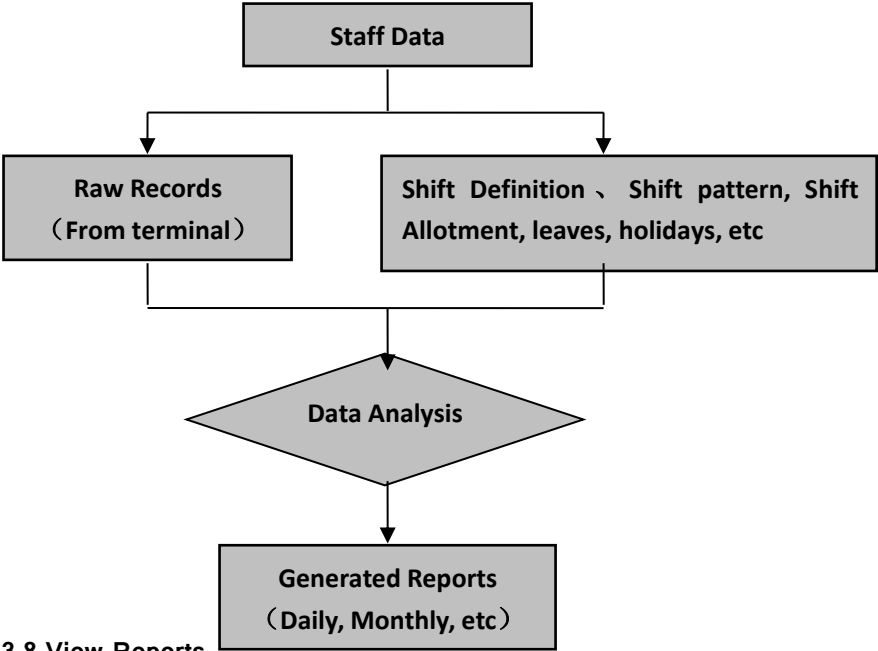 Staff Data
Raw Records
（From terminal）
Shift Definition 、 Shift pattern, Shift
Allotment, leaves, holidays, etc
Data Analysis
Generated Reports
（Daily, Monthly, etc）
3.8 View Reports